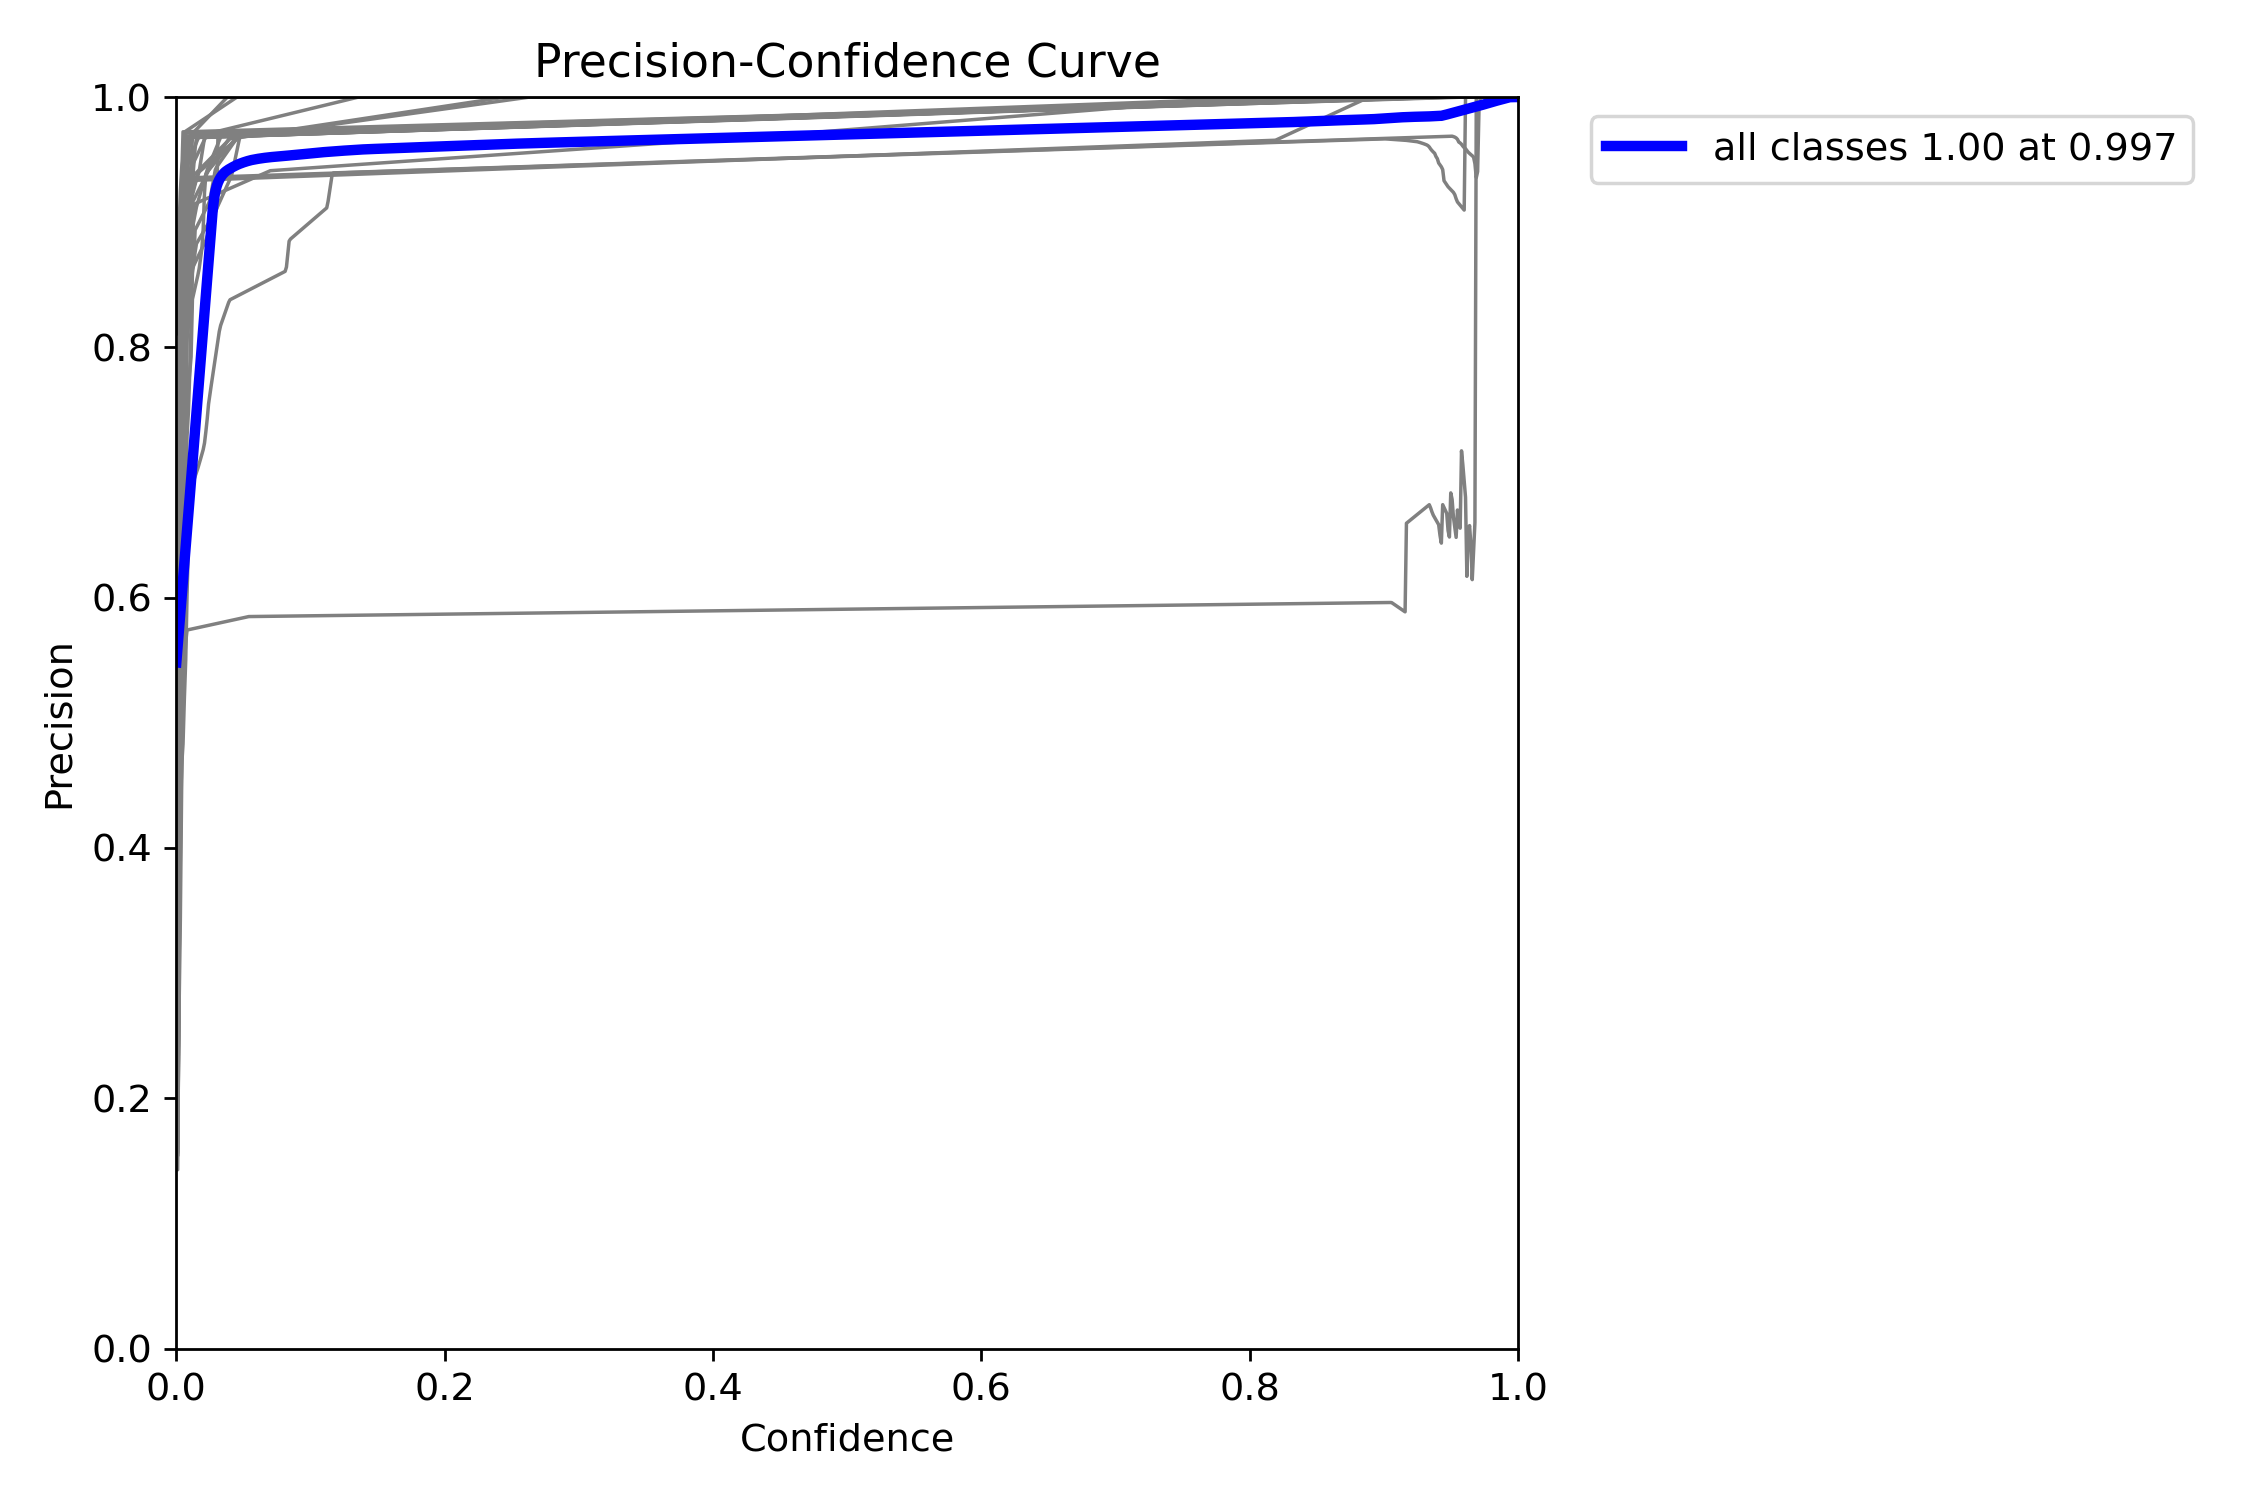 Precision-Confidence Curve
all classes 1.00 at 0.997
Precision
1.0
0.8
0.6
0.4
0.2
0.0
0.0 0.2 0.4 0.6 0.8 1.0
Confidence